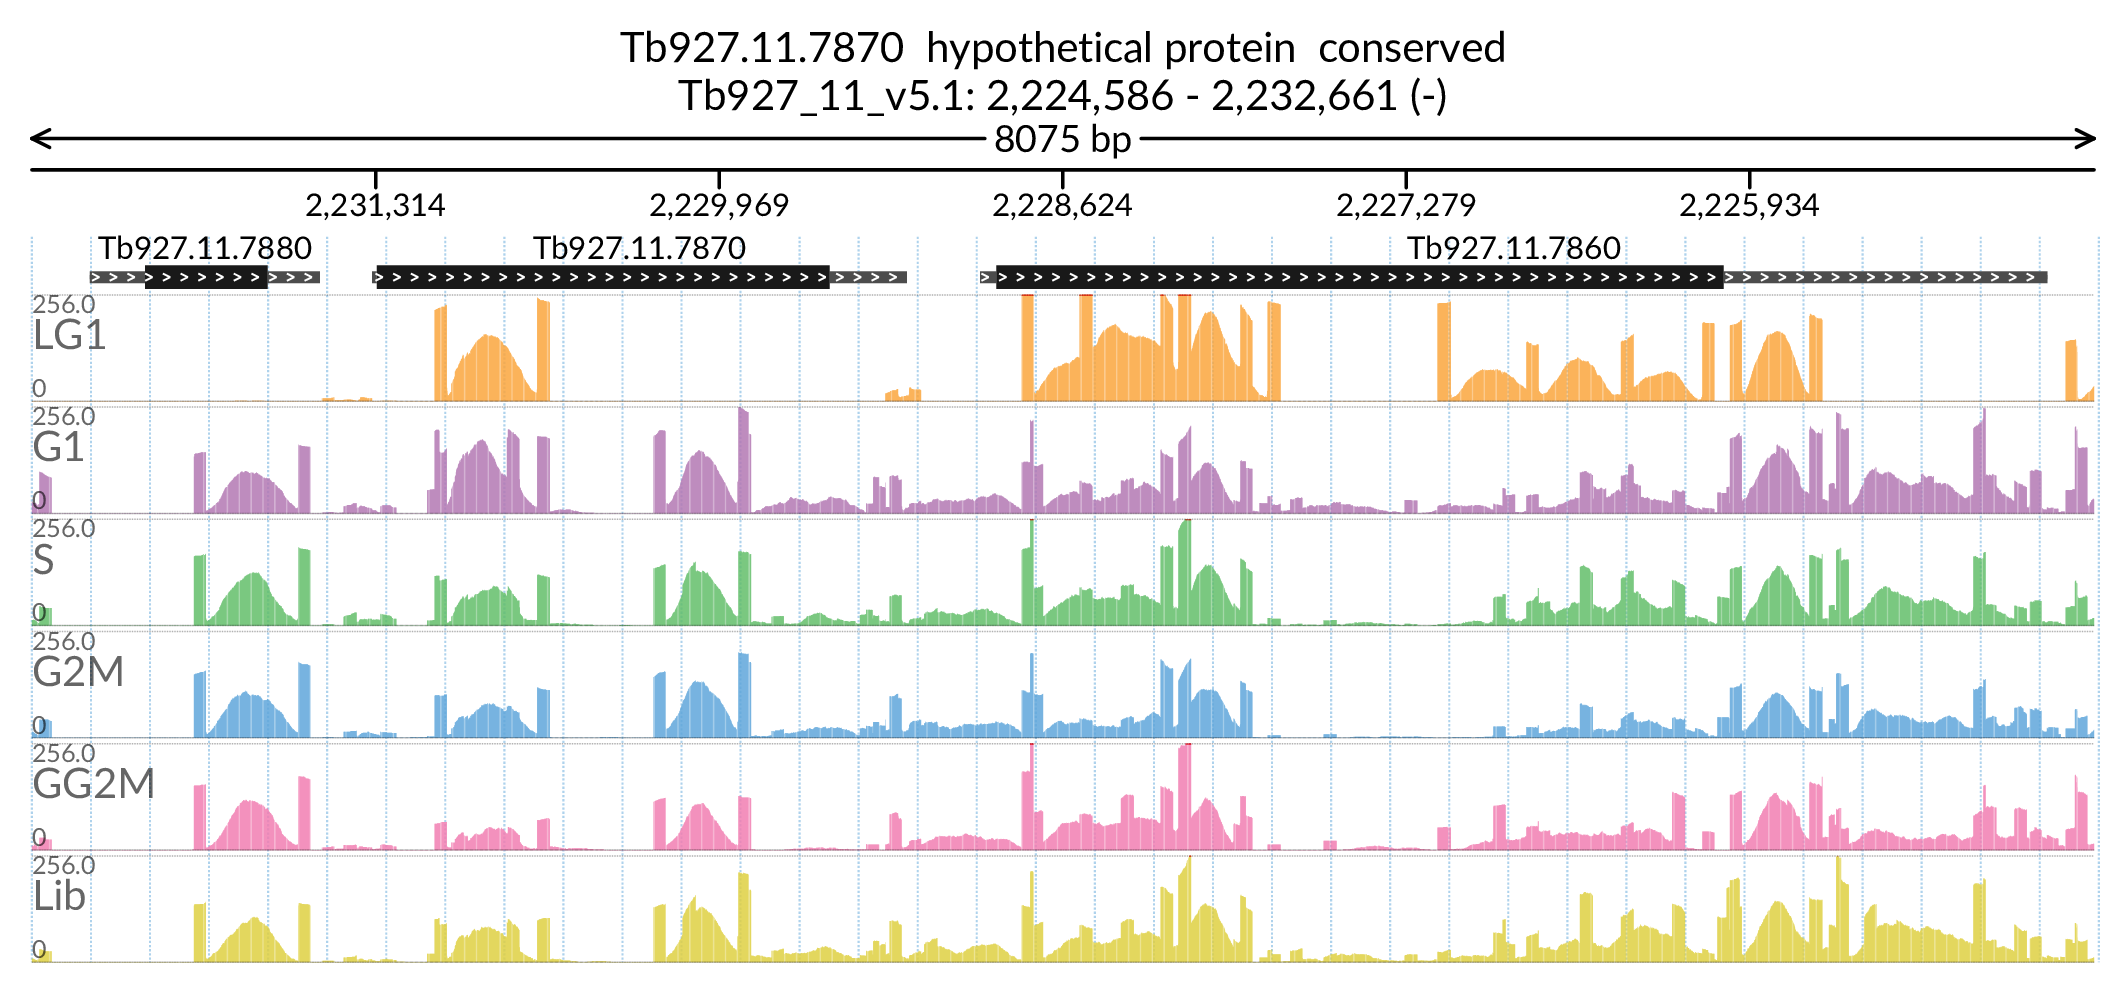 Tb927.11.7870  hypothetical protein  conserved
Tb927_11_v5.1: 2,224,586 - 2,232,661 (-)
8075 bp
2,231,314 2,229,969 2,228,624 2,227,279 2,225,934
Tb927.11.7880 Tb927.11.7870 Tb927.11.7860
256.0
LG1
0
256.0
G1
0
256.0
S
0
256.0
G2M
0
256.0
GG2M
0
256.0
Lib
0